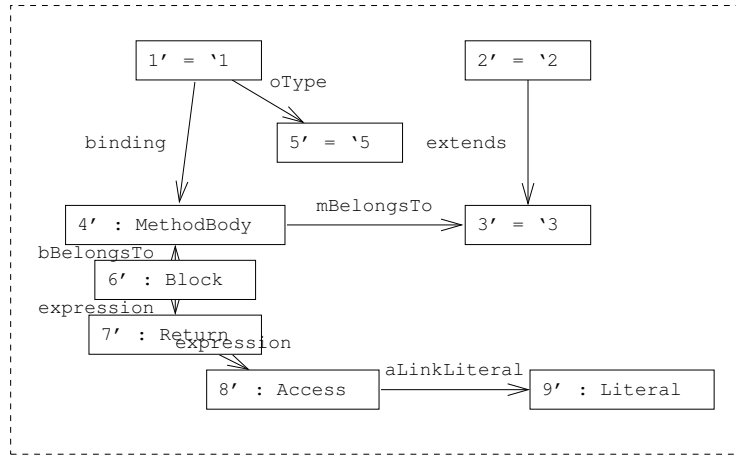 1′ = ‘1
2′ = ‘2
oType
5′ = ‘5
binding
extends
4′ : MethodBody
mBelongsTo
3′ = ‘3
bBelongsTo
6′ : Block
expression
7′ : Return
expression
8′ : Access
aLinkLiteral
9′ : Literal